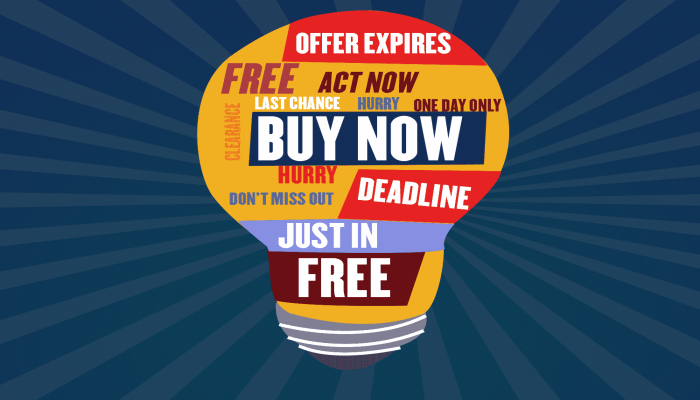 OFFER EXPIRES
FREE ACT NOW
LAST CHANCE HURRY ONE DAY ONLY
CLEARANCE
BUY NOW
HURRY
DON'T MISS OUT
DEADLINE
JUST IN
FREE